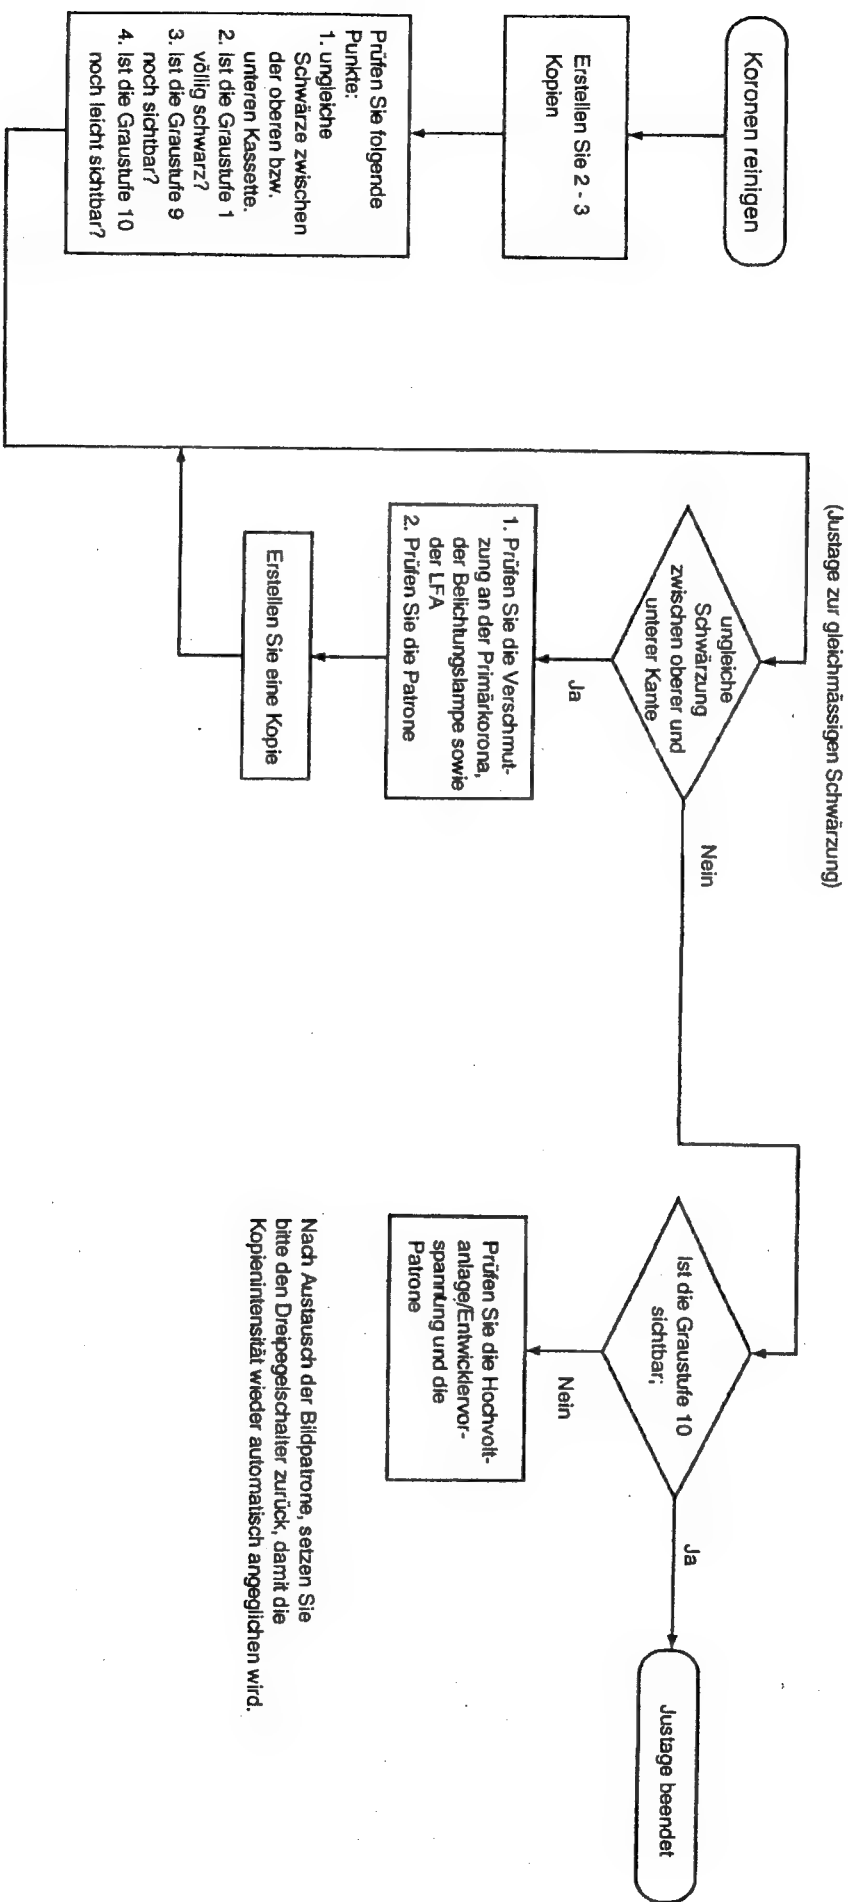 (Justage zur gleichmässigen Schwärzung)
Koronen reinigen
Erstellen Sie 2 - 3
Kopien
Prüfen Sie folgende
Punkte:
1. ungleiche
Schwärze zwischen
der oberen bzw.
unteren Kassette.
2. ist die Graustufe 1
völlig schwarz?
3. ist die Graustufe 9
noch sichtbar?
4. Ist die Graustufe 10
noch leicht sichtbar?
ungleiche
Schwärzung
zwischen oberer und
unterer Kante
Ja
Nein
1. Prüfen Sie die Verschmut-
zung an der Primärkorona,
der Belichtungslampe sowie
der LFA
2. Prüfen Sie die Patrone
Erstellen Sie eine Kopie
Ist die Graustufe 10
sichtbar;
Nein
Ja
Prüfen Sie die Hochvolt-
anlage/Entwicklervor-
spannung und die
Patrone
Justage beendet
Nach Austausch der Bildpatrone, setzen Sie
bitte den Dreipegelschalter zurück, damit die
Kopienintensität wieder automatisch angeglichen wird.